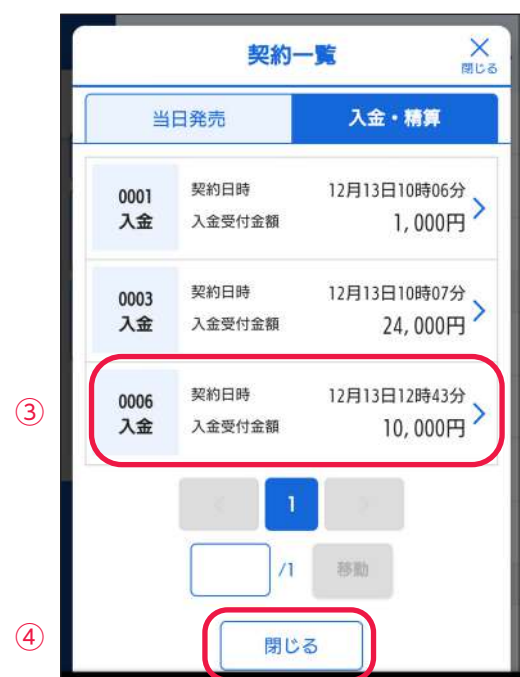 契約一覧
閉じる
当日発売
入金・精算
0001
入金
契約日時 12月13日10時06分
入金受付金額 1,000円
0003
入金
契約日時 12月13日10時07分
入金受付金額 24,000円
③
0006
入金
契約日時 12月13日12時43分
入金受付金額 10,000円
1
/1 移動
④
閉じる